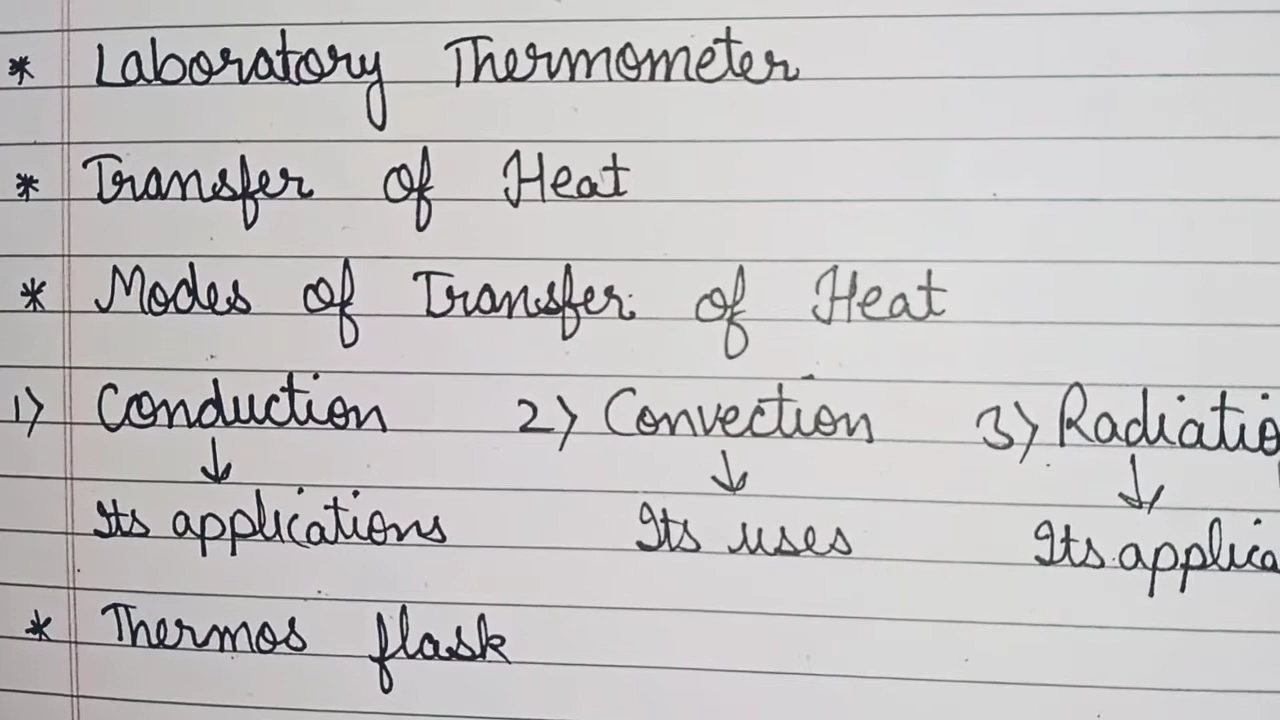 * Laboratory Thermometer
* Transfer of Heat
* Modes of Transfer of Heat
1) Conduction 2) Convection 3) Radiatio
↓ ↓ ↓
Its applications Its uses Its applica
* Thermos flask